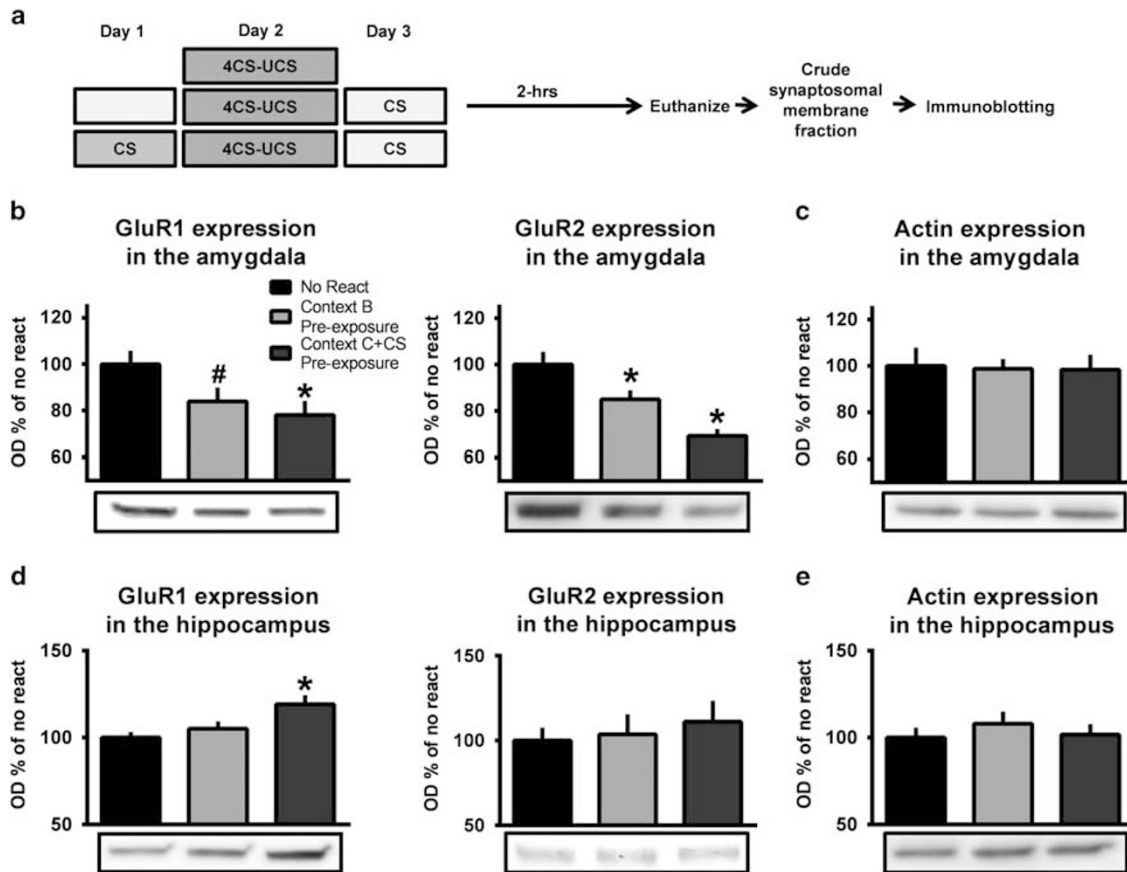 a
Day 1
Day 2
Day 3
4CS-UCS
4CS-UCS
CS
CS
4CS-UCS
CS
2-hrs
Euthanize
Crude
synaptosomal
membrane
fraction
Immunoblotting
b
GluR1 expression
in the amygdala
No React
Context B
Pre-exposure
Context C+CS
Pre-exposure
OD % of no react
120
100
80
60
#
*
GluR2 expression
in the amygdala
OD % of no react
120
100
80
60
*
*
c
Actin expression
in the amygdala
OD % of no react
120
100
80
60
d
GluR1 expression
in the hippocampus
OD % of no react
150
100
50
*
GluR2 expression
in the hippocampus
OD % of no react
150
100
50
e
Actin expression
in the hippocampus
OD % of no react
150
100
50